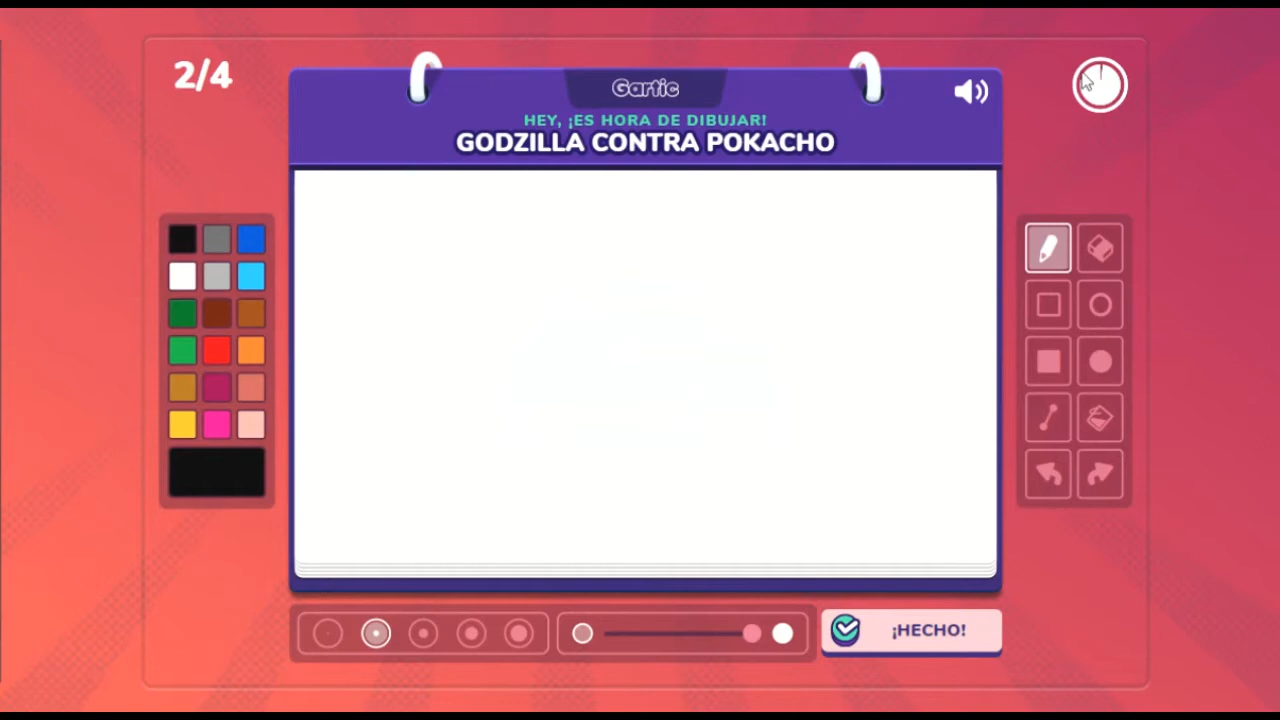 2/4
Gartic
HEY, ¡ES HORA DE DIBUJAR!
GODZILLA CONTRA POKACHO
¡HECHO!